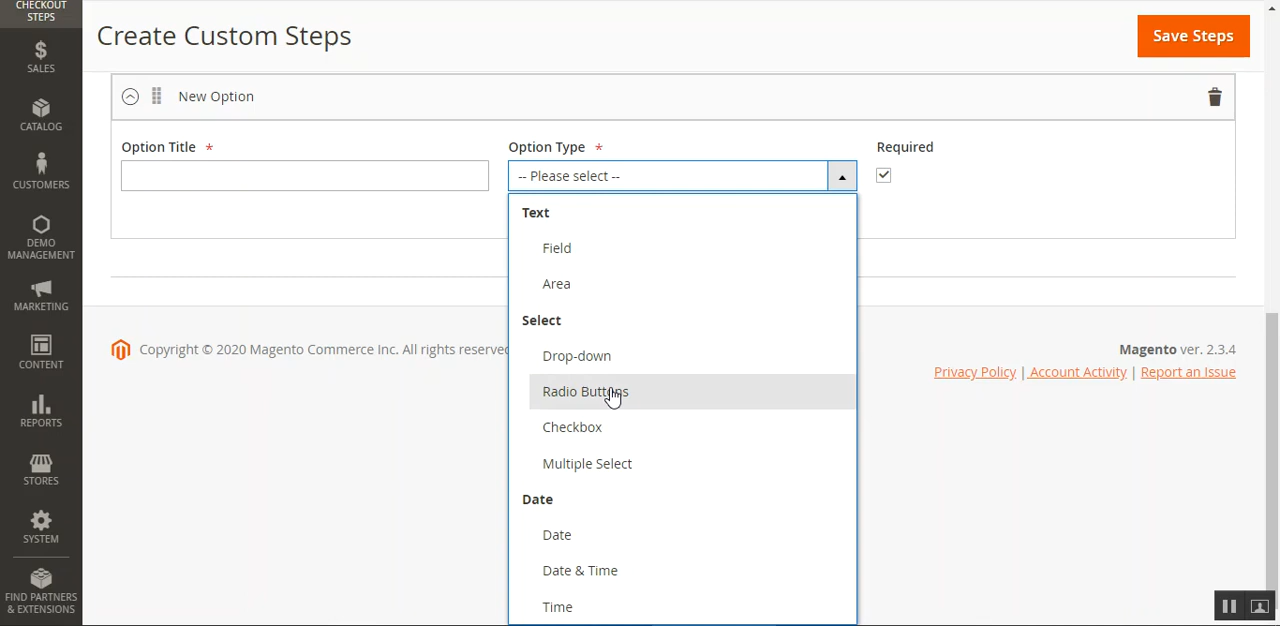 CHECKOUT
STEPS
Create Custom Steps
Save Steps
$
SALES
CATALOG
CUSTOMERS
DEMO
MANAGEMENT
MARKETING
CONTENT
REPORTS
STORES
SYSTEM
FIND PARTNERS
& EXTENSIONS
New Option
Option Title *
Option Type *
Required
-- Please select --
Text
Field
Area
Select
Drop-down
Radio Buttons
Checkbox
Multiple Select
Date
Date
Date & Time
Time
Copyright © 2020 Magento Commerce Inc. All rights reserved
Magento ver. 2.3.4
Privacy Policy | Account Activity | Report an Issue